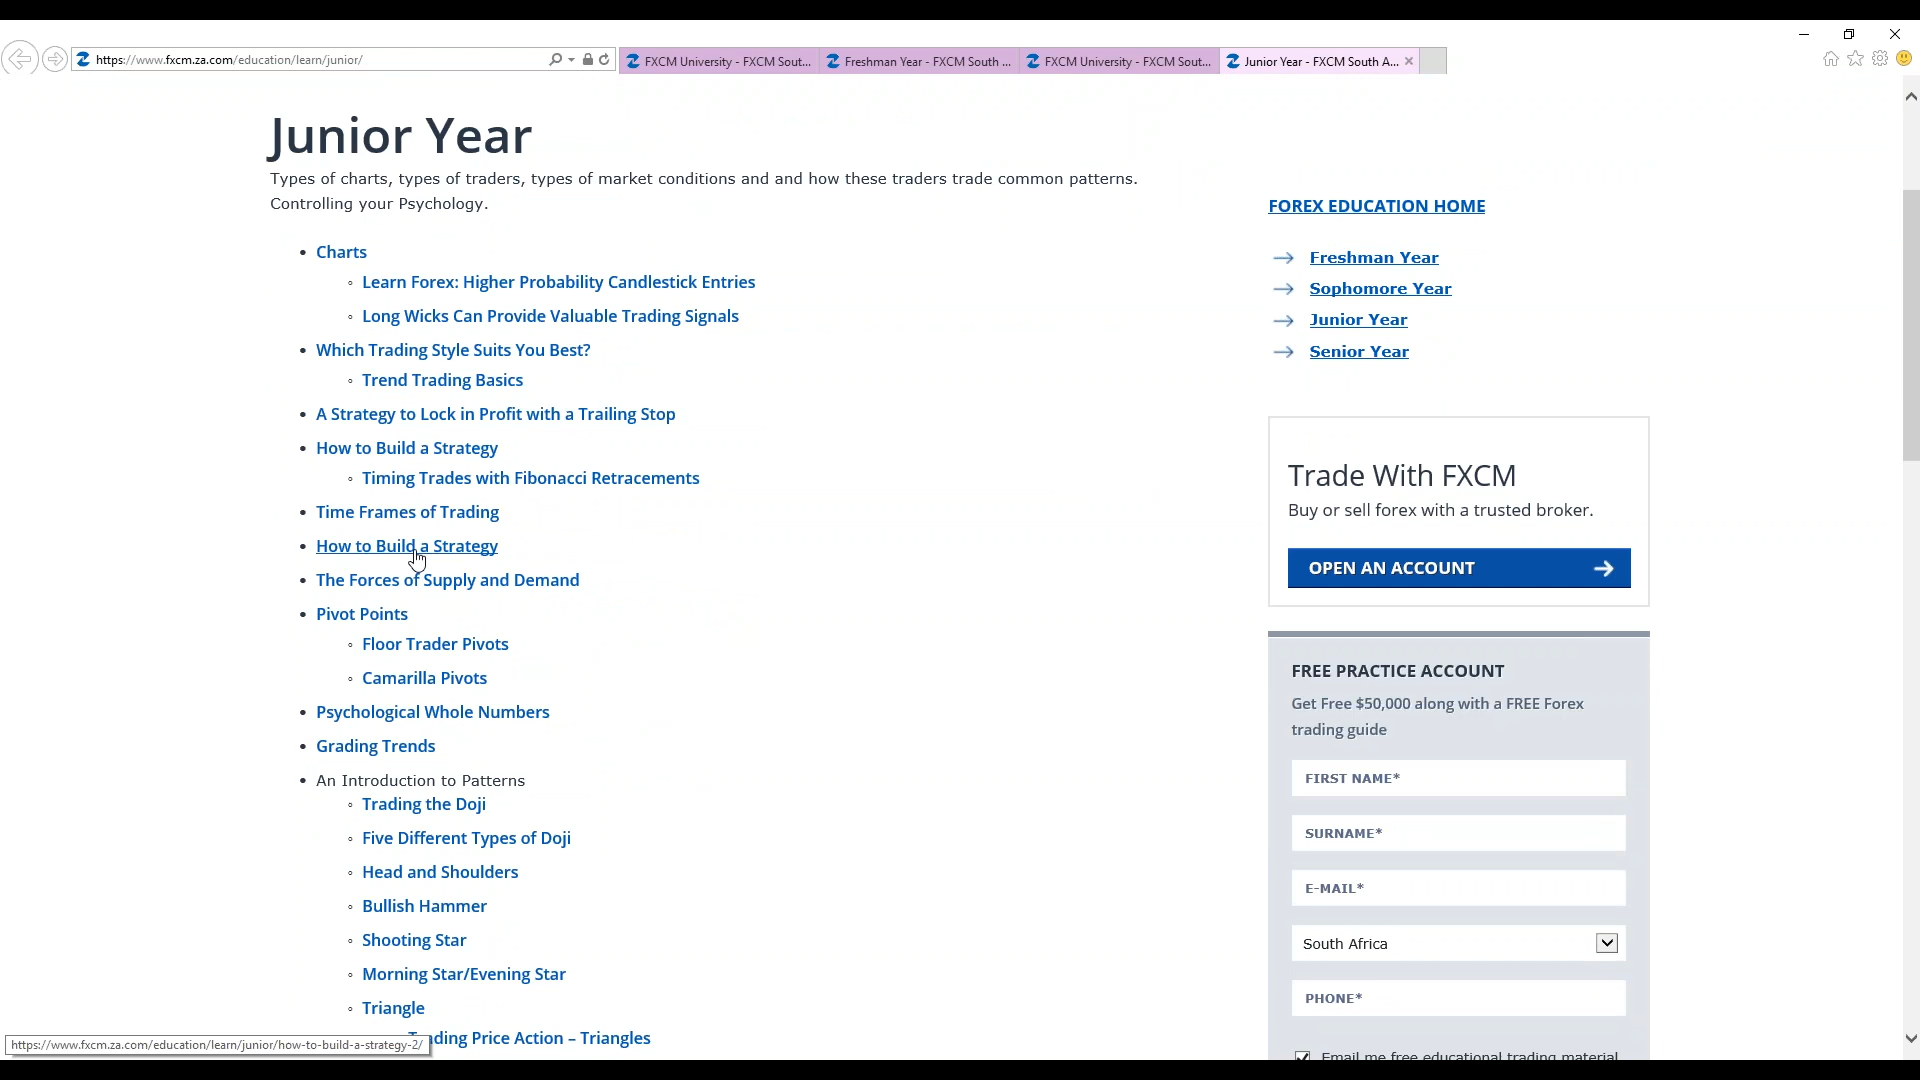 https://www.fxcm.za.com/education/learn/junior/
FXCM University - FXCM Sout...
Freshman Year - FXCM South ...
FXCM University - FXCM Sout...
Junior Year - FXCM South A...
Junior Year
Types of charts, types of traders, types of market conditions and and how these traders trade common patterns.
Controlling your Psychology.
Charts
Learn Forex: Higher Probability Candlestick Entries
Long Wicks Can Provide Valuable Trading Signals
Which Trading Style Suits You Best?
Trend Trading Basics
A Strategy to Lock in Profit with a Trailing Stop
How to Build a Strategy
Timing Trades with Fibonacci Retracements
Time Frames of Trading
How to Build a Strategy
The Forces of Supply and Demand
Pivot Points
Floor Trader Pivots
Camarilla Pivots
Psychological Whole Numbers
Grading Trends
An Introduction to Patterns
Trading the Doji
Five Different Types of Doji
Head and Shoulders
Bullish Hammer
Shooting Star
Morning Star/Evening Star
Triangle
ading Price Action – Triangles
https://www.fxcm.za.com/education/learn/junior/how-to-build-a-strategy-2/
FOREX EDUCATION HOME
Freshman Year
Sophomore Year
Junior Year
Senior Year
Trade With FXCM
Buy or sell forex with a trusted broker.
OPEN AN ACCOUNT
FREE PRACTICE ACCOUNT
Get Free $50,000 along with a FREE Forex
trading guide
FIRST NAME*
SURNAME*
E-MAIL*
South Africa
PHONE*
Email me free educational trading material